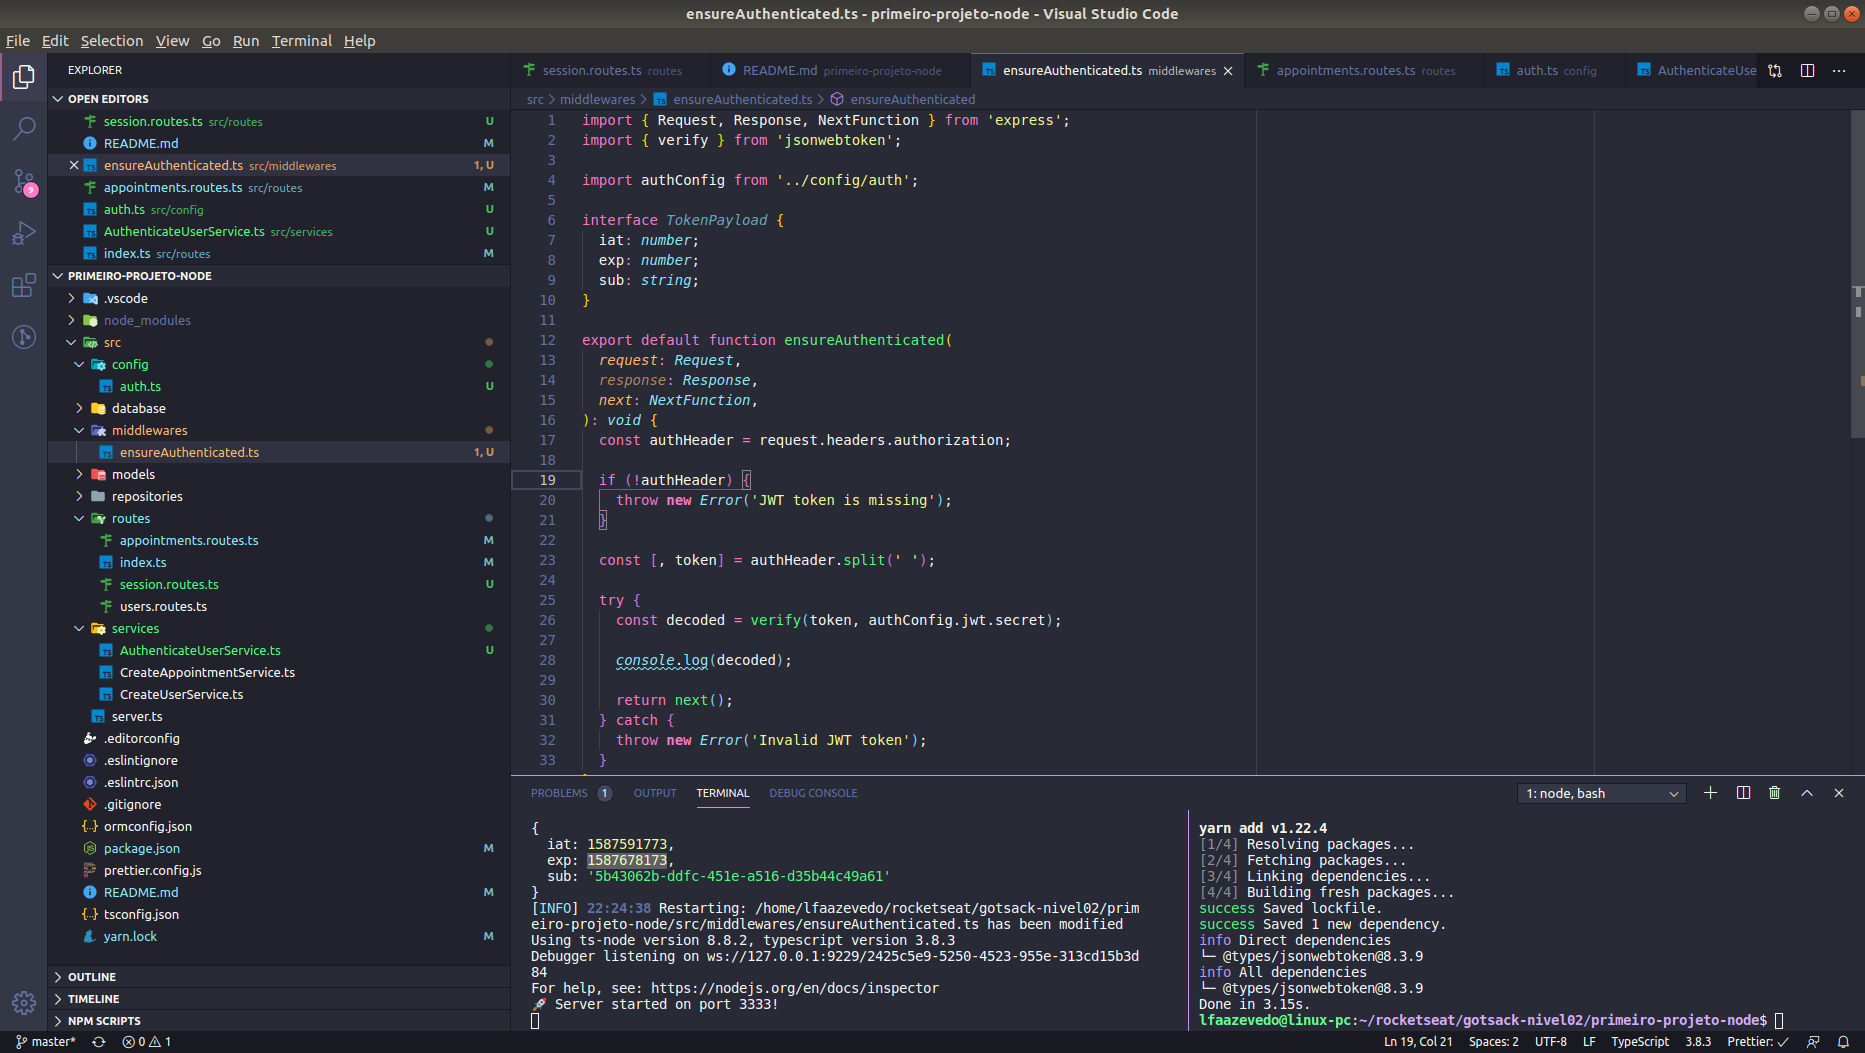 ensureAuthenticated.ts - primeiro-projeto-node - Visual Studio Code
File Edit Selection View Go Run Terminal Help
EXPLORER
OPEN EDITORS
session.routes.ts src/routes U
README.md M
ensureAuthenticated.ts src/middlewares 1, U
appointments.routes.ts src/routes M
auth.ts src/config U
AuthenticateUserService.ts src/services U
index.ts src/routes M
PRIMEIRO-PROJETO-NODE
.vscode
node_modules
src
config
auth.ts U
database
middlewares
ensureAuthenticated.ts 1, U
models
repositories
routes
appointments.routes.ts M
index.ts M
session.routes.ts U
users.routes.ts
services
AuthenticateUserService.ts U
CreateAppointmentService.ts
CreateUserService.ts
server.ts
.editorconfig
.eslintignore
.eslintrc.json
.gitignore
ormconfig.json
package.json M
prettier.config.js
README.md M
tsconfig.json
yarn.lock M
OUTLINE
TIMELINE
NPM SCRIPTS
9
session.routes.ts routes README.md primeiro-projeto-node ensureAuthenticated.ts middlewares appointments.routes.ts routes auth.ts config AuthenticateUse
src > middlewares > ensureAuthenticated.ts > ensureAuthenticated
1 import { Request, Response, NextFunction } from 'express';
2 import { verify } from 'jsonwebtoken';
3
4 import authConfig from '../config/auth';
5
6 interface TokenPayload {
7 iat: number;
8 exp: number;
9 sub: string;
10 }
11
12 export default function ensureAuthenticated(
13 request: Request,
14 response: Response,
15 next: NextFunction,
16 ): void {
17 const authHeader = request.headers.authorization;
18
19 if (!authHeader) {
20 throw new Error('JWT token is missing');
21 }
22
23 const [, token] = authHeader.split(' ');
24
25 try {
26 const decoded = verify(token, authConfig.jwt.secret);
27
28 console.log(decoded);
29
30 return next();
31 } catch {
32 throw new Error('Invalid JWT token');
33 }
PROBLEMS 1 OUTPUT TERMINAL DEBUG CONSOLE 1: node, bash
{
iat: 1587591773,
exp: 1587678173,
sub: '5b43062b-ddfc-451e-a516-d35b44c49a61'
}
[INFO] 22:24:38 Restarting: /home/lfaazevedo/rocketseat/gotsack-nivel02/prim
eiro-projeto-node/src/middlewares/ensureAuthenticated.ts has been modified
Using ts-node version 8.8.2, typescript version 3.8.3
Debugger listening on ws://127.0.0.1:9229/2425c5e9-5250-4523-955e-313cd15b3d
84
For help, see: https://nodejs.org/en/docs/inspector
🚀 Server started on port 3333!
yarn add v1.22.4
[1/4] Resolving packages...
[2/4] Fetching packages...
[3/4] Linking dependencies...
[4/4] Building fresh packages...
success Saved lockfile.
success Saved 1 new dependency.
info Direct dependencies
└─ @types/jsonwebtoken@8.3.9
info All dependencies
└─ @types/jsonwebtoken@8.3.9
Done in 3.15s.
lfaazevedo@linux-pc:~/rocketseat/gotsack-nivel02/primeiro-projeto-node$
master* 0 1 Ln 19, Col 21 Spaces: 2 UTF-8 LF TypeScript 3.8.3 Prettier: ✓